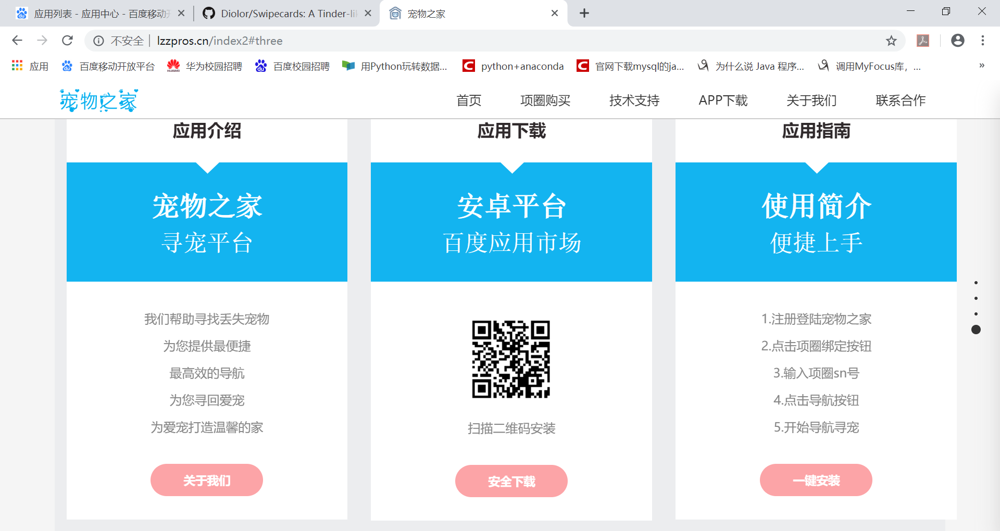 应用列表 - 应用中心 - 百度移动开
Diolor/Swipecards: A Tinder-li
宠物之家
不安全 | lzzpros.cn/index2#three
应用
百度移动开放平台
华为校园招聘
百度校园招聘
用Python玩转数据...
python+anaconda
官网下载mysql的ja...
为什么说 Java 程序...
调用MyFocus库，...
»
宠物之家
首页
项圈购买
技术支持
APP下载
关于我们
联系合作
应用介绍
宠物之家
寻宠平台
我们帮助寻找丢失宠物
为您提供最便捷
最高效的导航
为您寻回爱宠
为爱宠打造温馨的家
关于我们
应用下载
安卓平台
百度应用市场
扫描二维码安装
安全下载
应用指南
使用简介
便捷上手
1.注册登陆宠物之家
2.点击项圈绑定按钮
3.输入项圈sn号
4.点击导航按钮
5.开始导航寻宠
一键安装